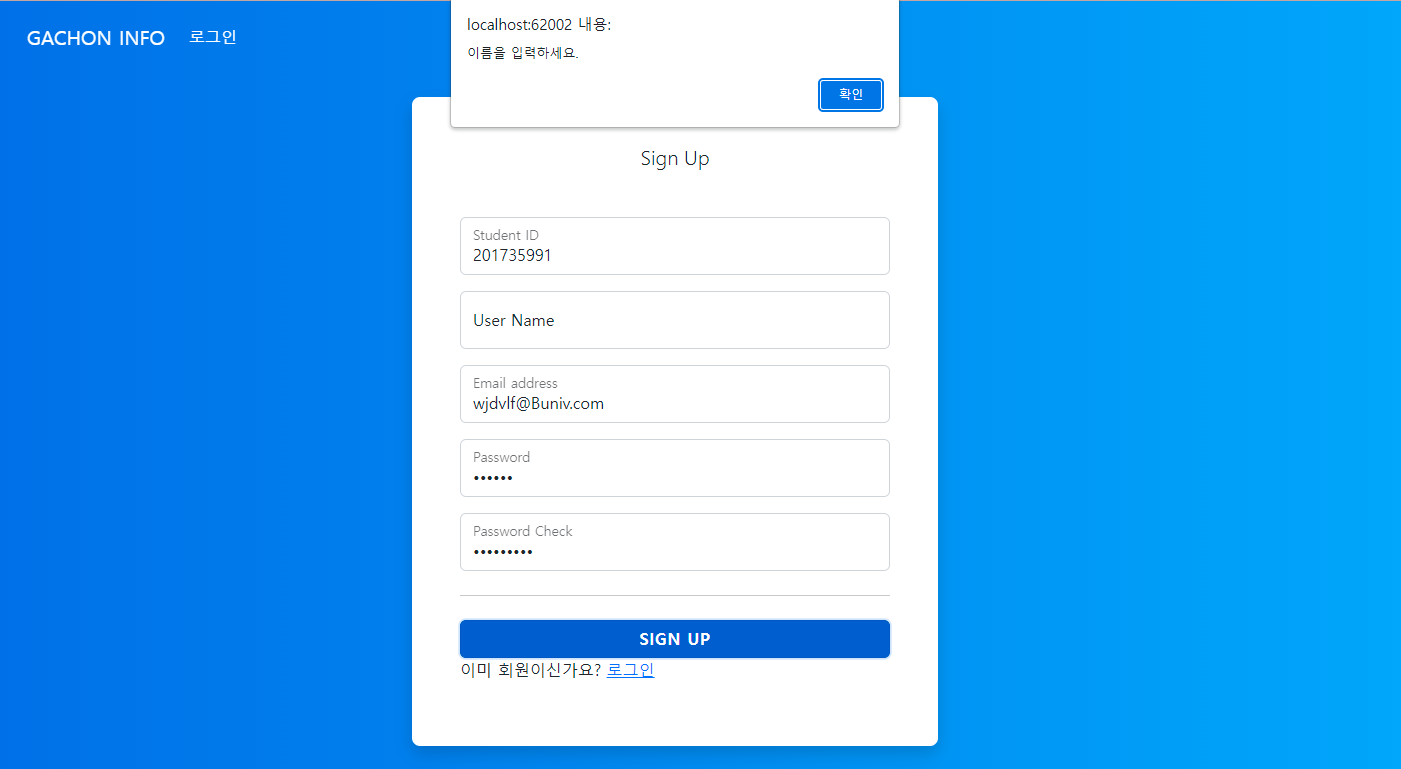 GACHON INFO 로그인
localhost:62002 내용:
이름을 입력하세요.
확인
Sign Up
Student ID
201735991
User Name
Email address
wjdvlf@Buniv.com
Password
••••••
Password Check
•••••••••
SIGN UP
이미 회원이신가요? 로그인